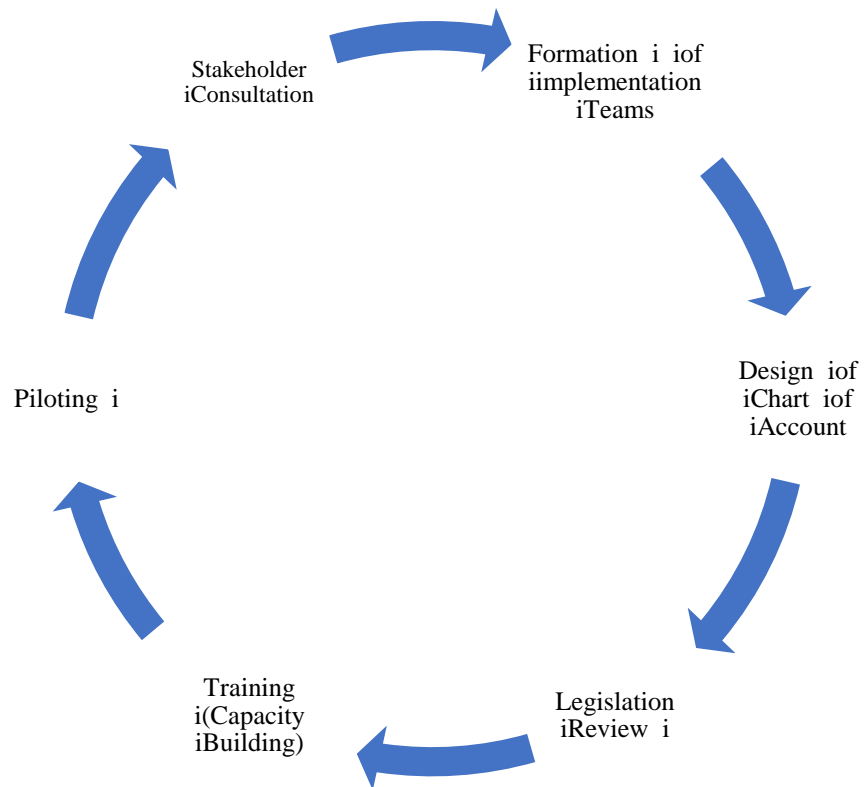 Stakeholder
iConsultation
Formation i iof
iimplementation
iTeams
Design iof
iChart iof
iAccount
Legislation
iReview i
Training
i(Capacity
iBuilding)
Piloting i